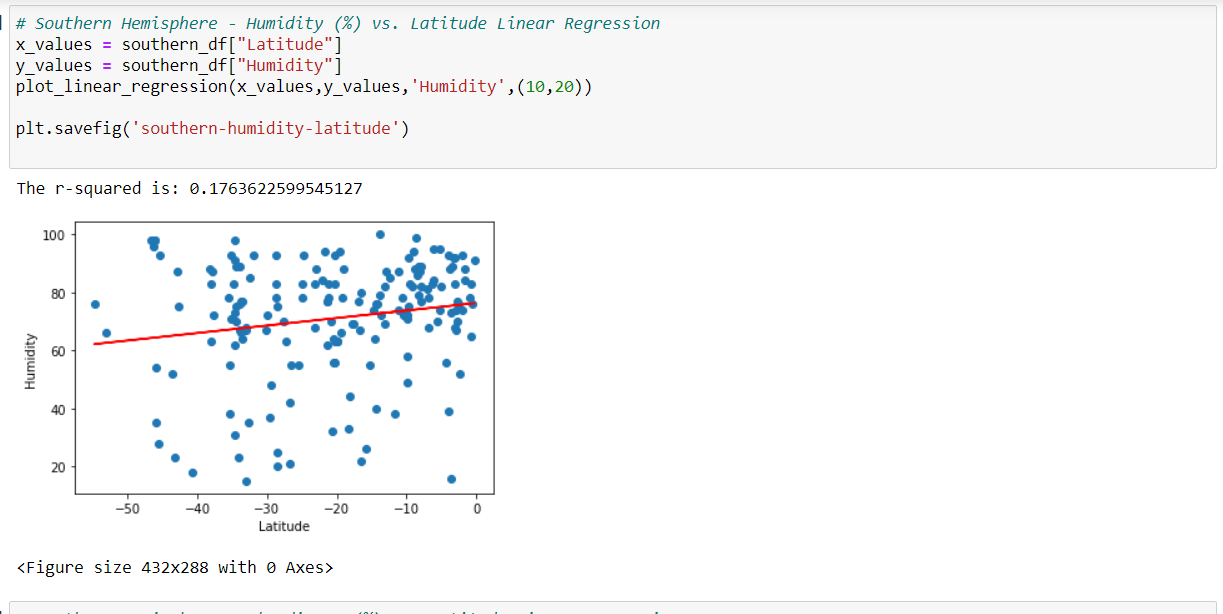 # Southern Hemisphere - Humidity (%) vs. Latitude Linear Regression
x_values = southern_df["Latitude"]
y_values = southern_df["Humidity"]
plot_linear_regression(x_values,y_values,'Humidity',(10,20))
plt.savefig('southern-humidity-latitude')
The r-squared is: 0.1763622599545127
100
80
60
40
20
Humidity
−50 −40 −30 −20 −10 0
Latitude
<Figure size 432x288 with 0 Axes>